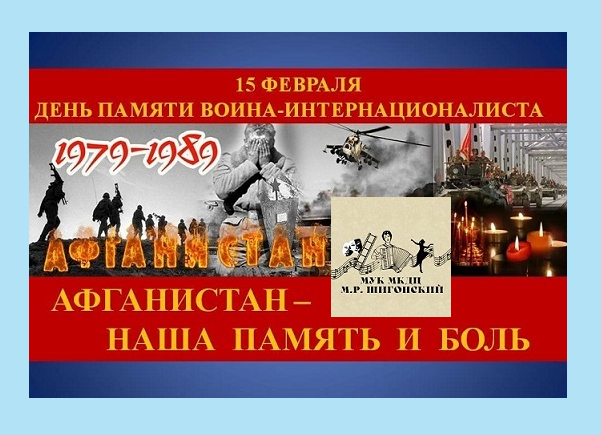 15 ФЕВРАЛЯ
ДЕНЬ ПАМЯТИ ВОИНА-ИНТЕРНАЦИОНАЛИСТА
1979-1989
АФГАНИСТАН
МУК МКДЦ
М.Р. ШИГОНСКИЙ
АФГАНИСТАН –
НАША ПАМЯТЬ И БОЛЬ